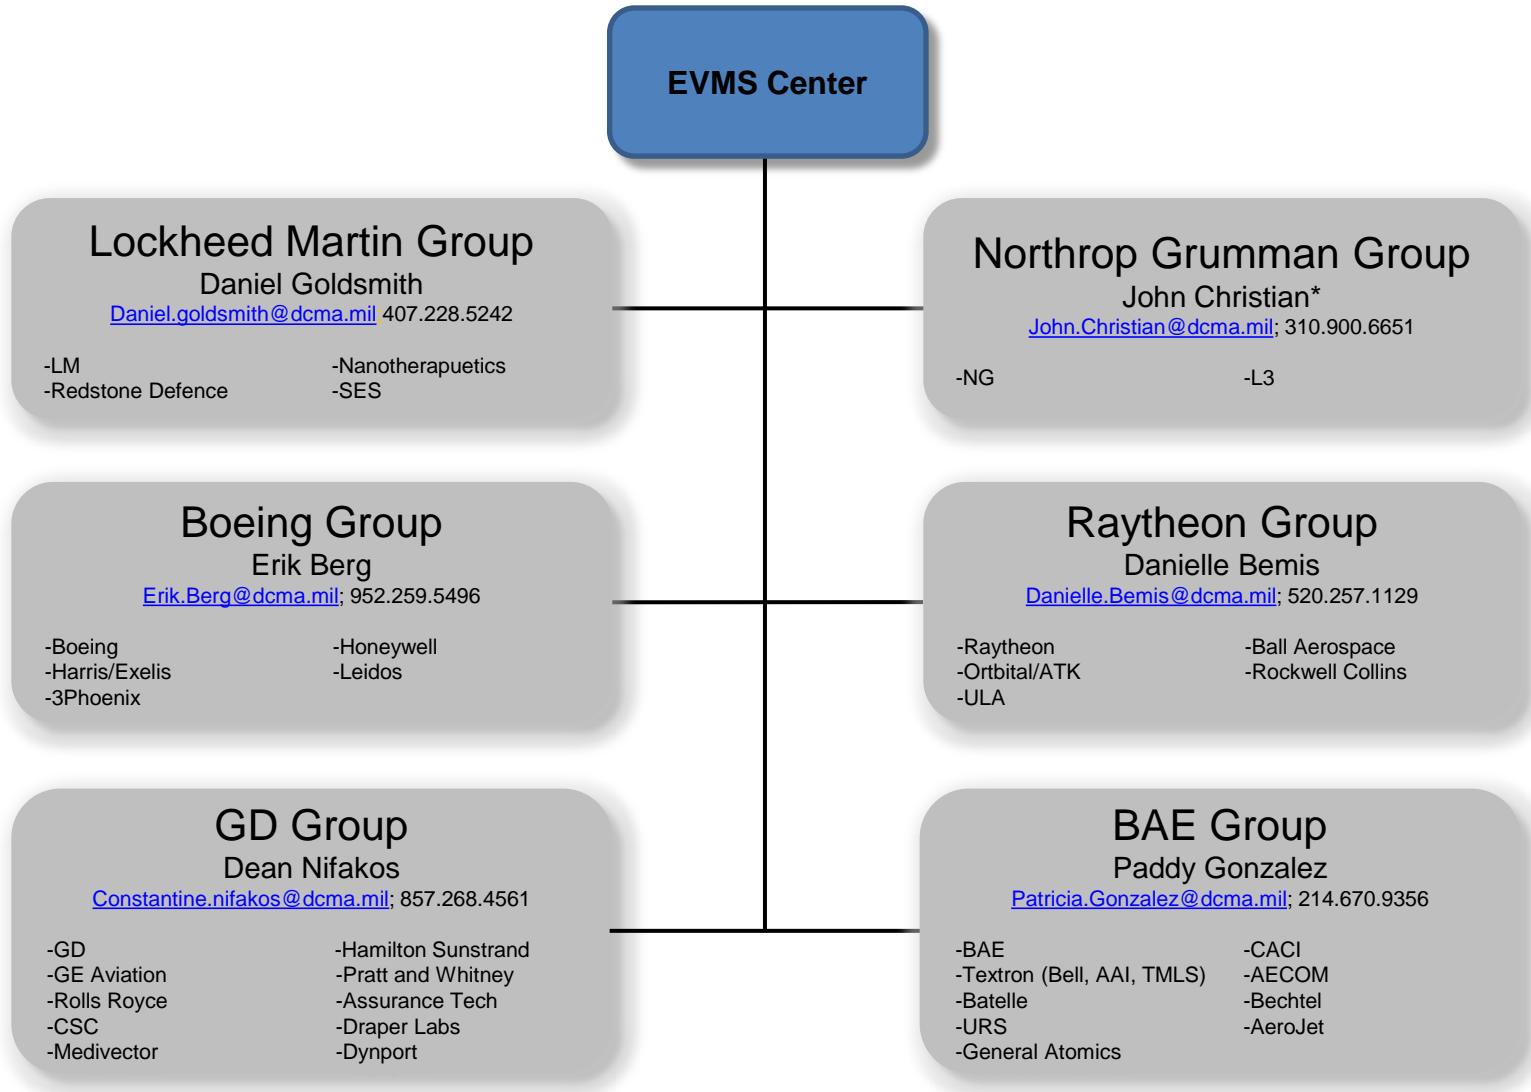 EVMS Center
Lockheed Martin Group
Daniel Goldsmith
Daniel.goldsmith@dcma.mil 407.228.5242
-LM
-Redstone Defence
-Nanotherapuetics
-SES
Northrop Grumman Group
John Christian*
John.Christian@dcma.mil; 310.900.6651
-NG
-L3
Boeing Group
Erik Berg
Erik.Berg@dcma.mil; 952.259.5496
-Boeing
-Harris/Exelis
-3Phoenix
-Honeywell
-Leidos
Raytheon Group
Danielle Bemis
Danielle.Bemis@dcma.mil; 520.257.1129
-Raytheon
-Ortbital/ATK
-ULA
-Ball Aerospace
-Rockwell Collins
GD Group
Dean Nifakos
Constantine.nifakos@dcma.mil; 857.268.4561
-GD
-GE Aviation
-Rolls Royce
-CSC
-Medivector
-Hamilton Sunstrand
-Pratt and Whitney
-Assurance Tech
-Draper Labs
-Dynport
BAE Group
Paddy Gonzalez
Patricia.Gonzalez@dcma.mil; 214.670.9356
-BAE
-Textron (Bell, AAI, TMLS)
-Batelle
-URS
-General Atomics
-CACI
-AECOM
-Bechtel
-AeroJet